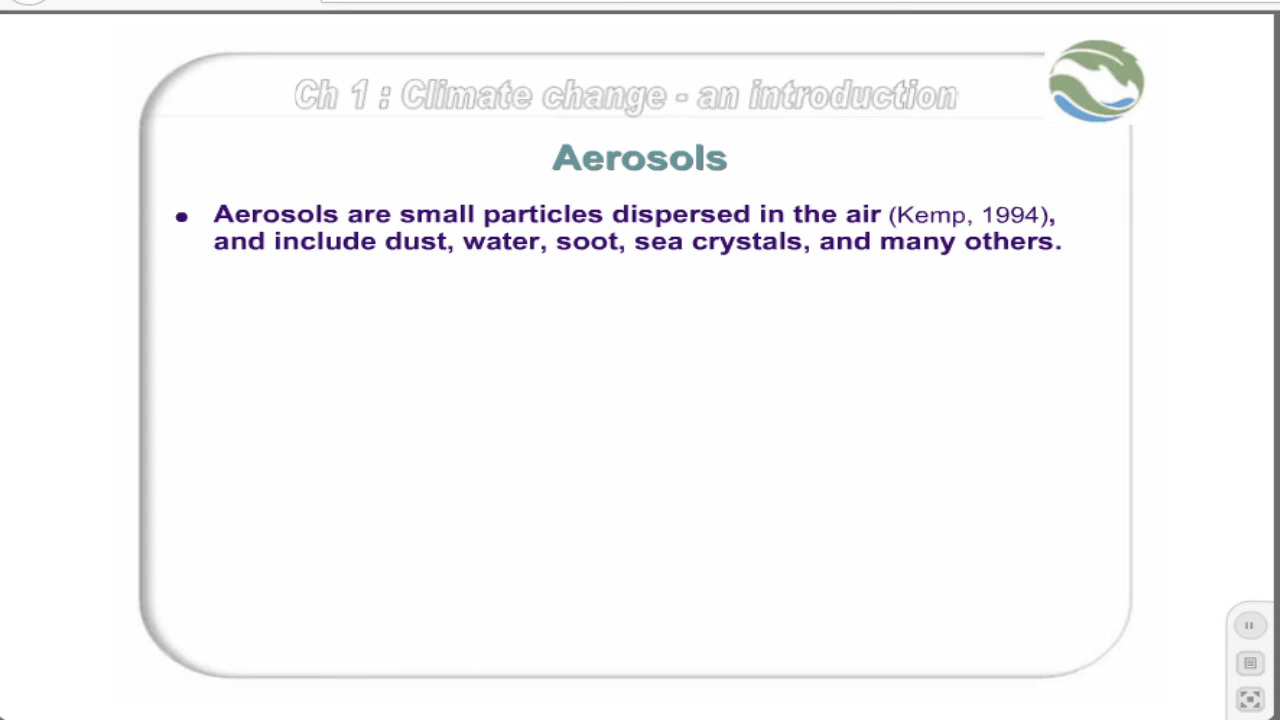 Ch 1 : Climate change - an introduction
Aerosols
• Aerosols are small particles dispersed in the air (Kemp, 1994),
and include dust, water, soot, sea crystals, and many others.